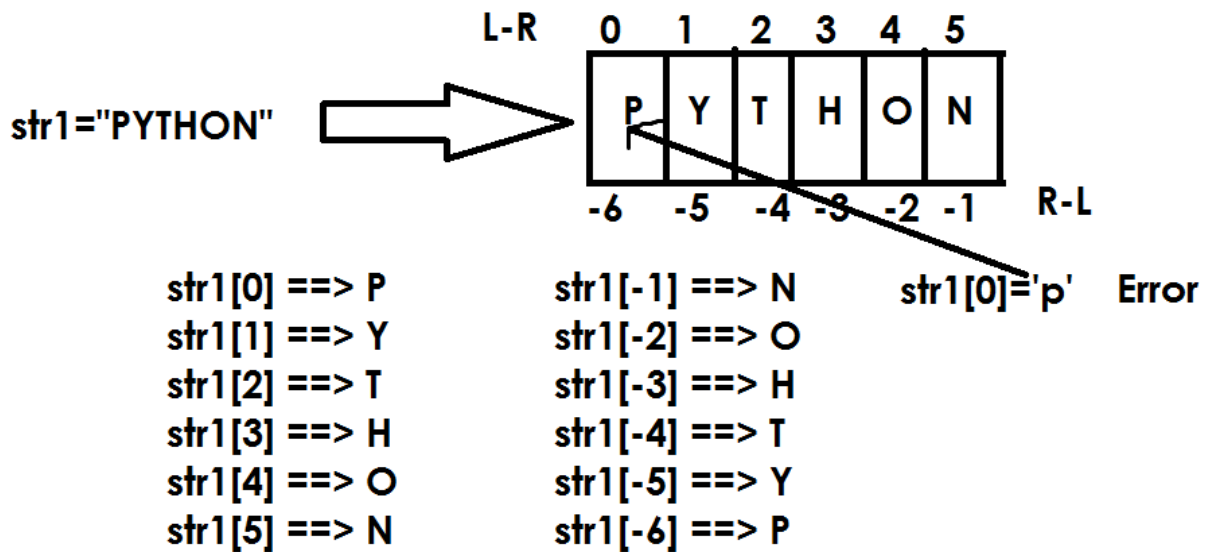 L-R 0 1 2 3 4 5
str1="PYTHON" P Y T H O N
-6 -5 -4 -3 -2 -1 R-L
str1[0] ==> P str1[-1] ==> N str1[0]='p' Error
str1[1] ==> Y str1[-2] ==> O
str1[2] ==> T str1[-3] ==> H
str1[3] ==> H str1[-4] ==> T
str1[4] ==> O str1[-5] ==> Y
str1[5] ==> N str1[-6] ==> P